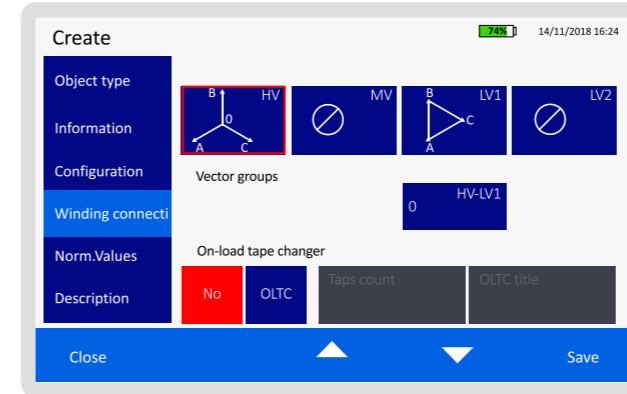 Create
74%
14/11/2018 16:24
Object type
Information
Configuration
Winding connecti
Norm.Values
Description
B
0
A
C
HV
MV
B
C
A
LV1
LV2
Vector groups
0
HV-LV1
On-load tape changer
No
OLTC
Taps count
OLTC title
Close
Save